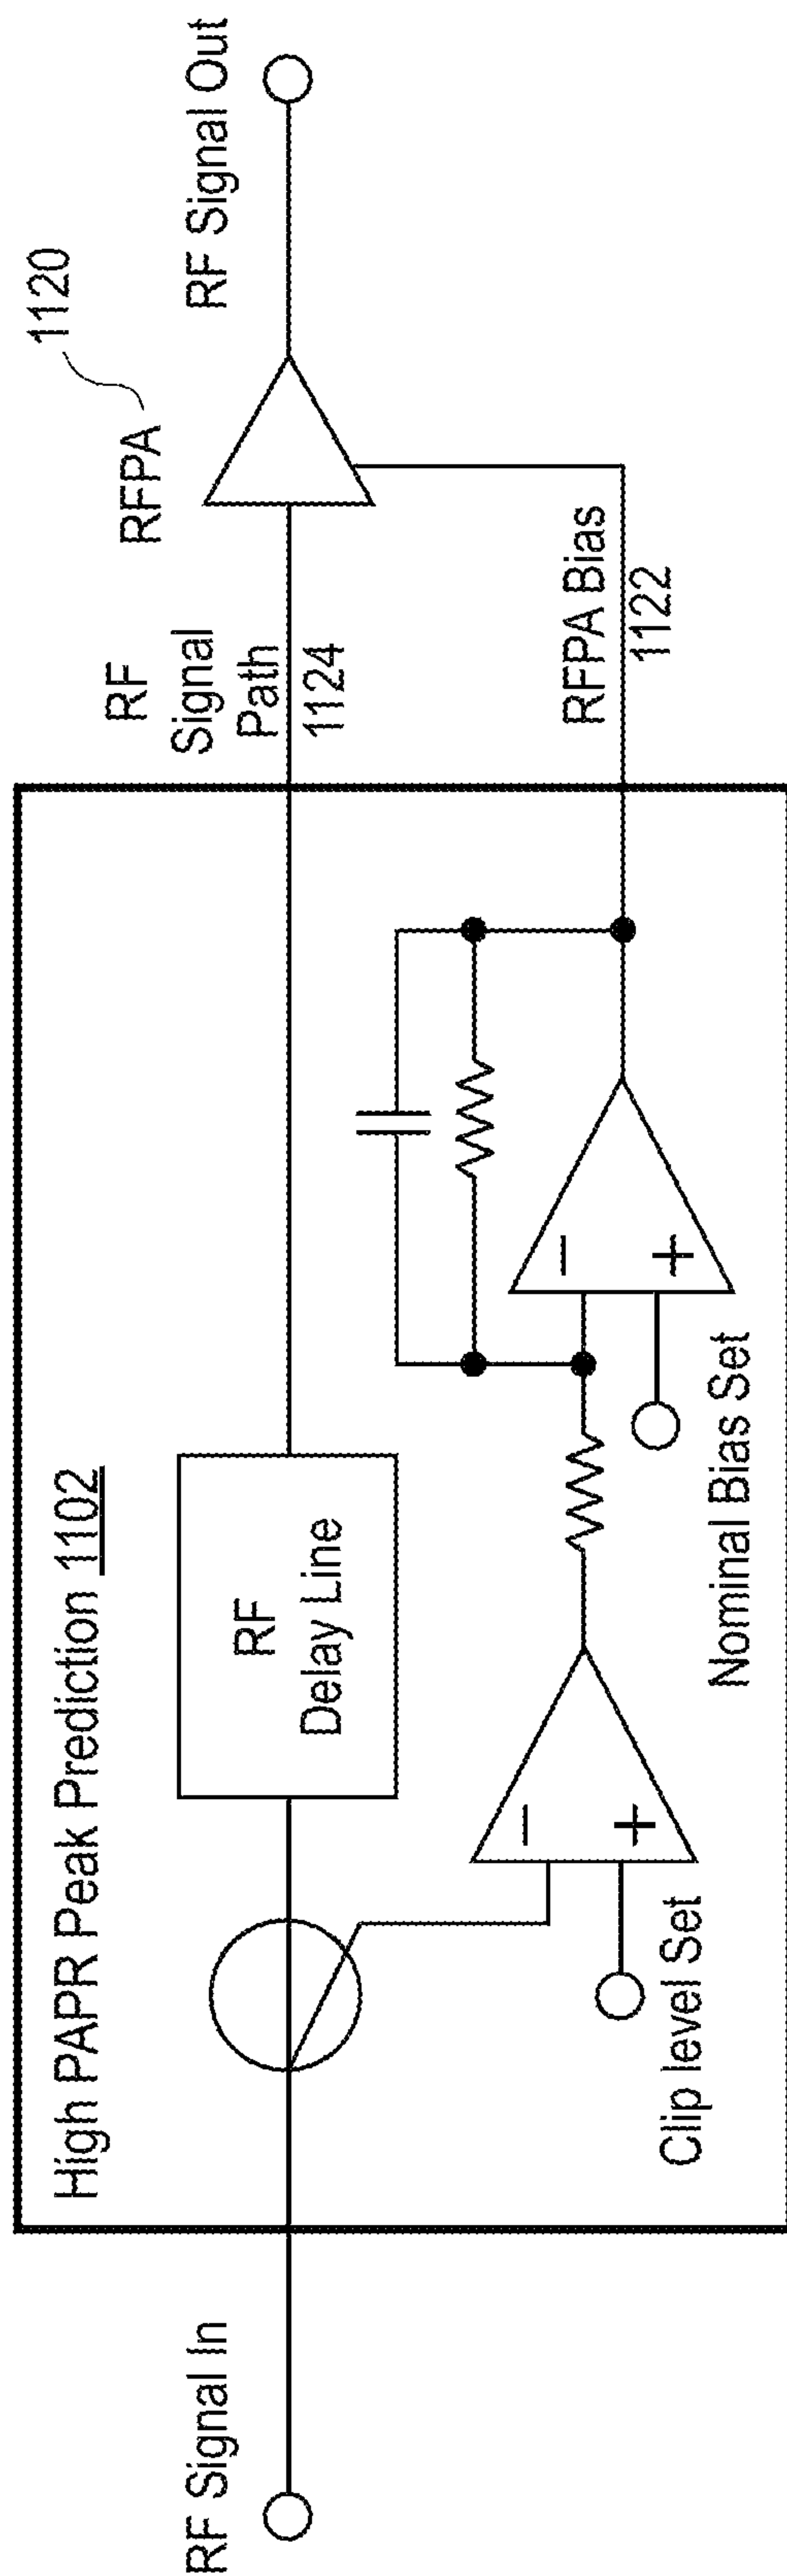 RF Signal In
High PAPR Peak Prediction 1102
RF
Delay Line
−
+
Clip level Set
−
+
Nominal Bias Set
RF
Signal
Path
1124
RFPA Bias
1122
RFPA
1120
RF Signal Out